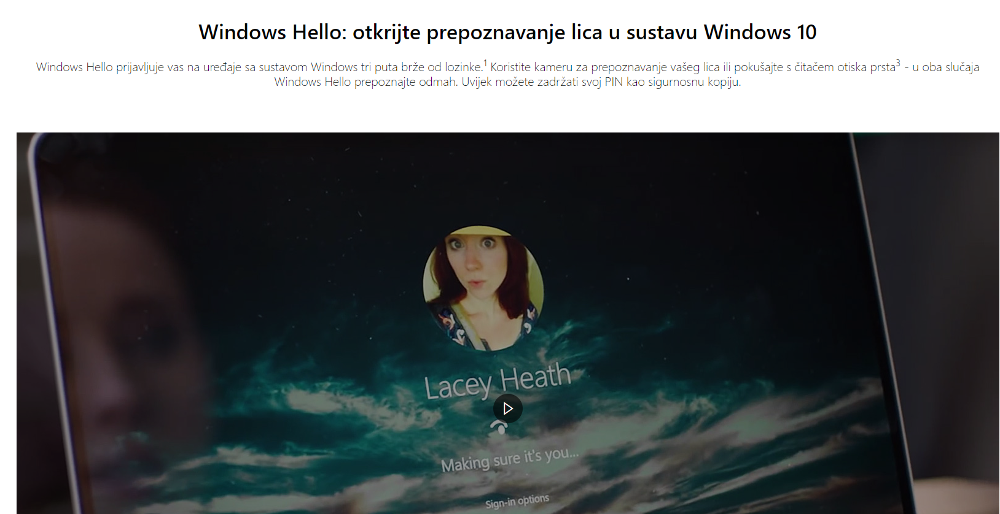 Windows Hello: otkrijte prepoznavanje lica u sustavu Windows 10
Windows Hello prijavljuje vas na uređaje sa sustavom Windows tri puta brže od lozinke.1 Koristite kameru za prepoznavanje vašeg lica ili pokušajte s čitačem otiska prsta3 - u oba slučaja
Windows Hello prepoznajte odmah. Uvijek možete zadržati svoj PIN kao sigurnosnu kopiju.
Lacey Heath
Making sure it's you...
Sign-in options